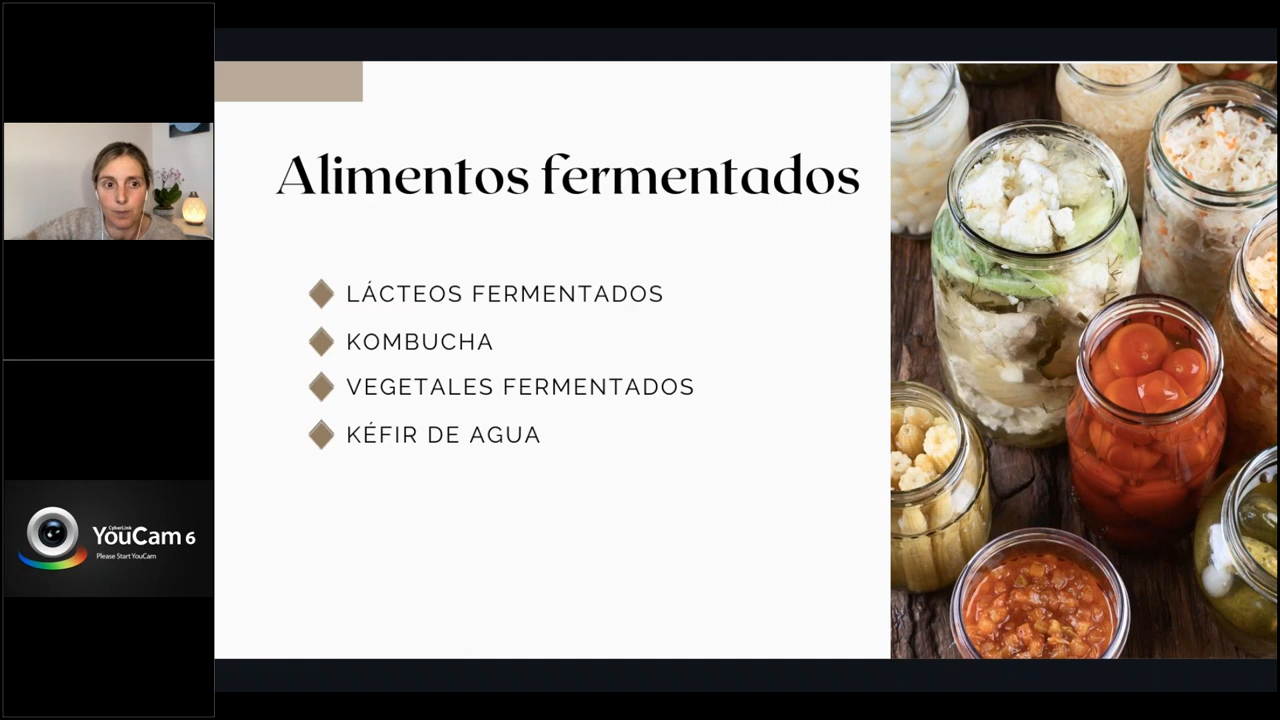 Alimentos fermentados
LÁCTEOS FERMENTADOS
KOMBUCHA
VEGETALES FERMENTADOS
KÉFIR DE AGUA
CyberLink
YouCam 6
Please Start YouCam